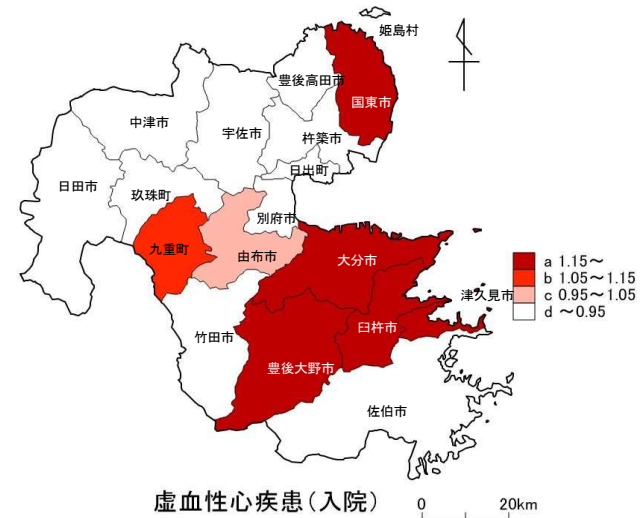 姫島村
豊後高田市
国東市
中津市
宇佐市
杵築市
日出町
日田市
玖珠町
別府市
九重町
由布市
大分市
a 1.15～
b 1.05～1.15
c 0.95～1.05
d ～0.95
津久見市
臼杵市
竹田市
豊後大野市
佐伯市
虚血性心疾患(入院)
0 20km